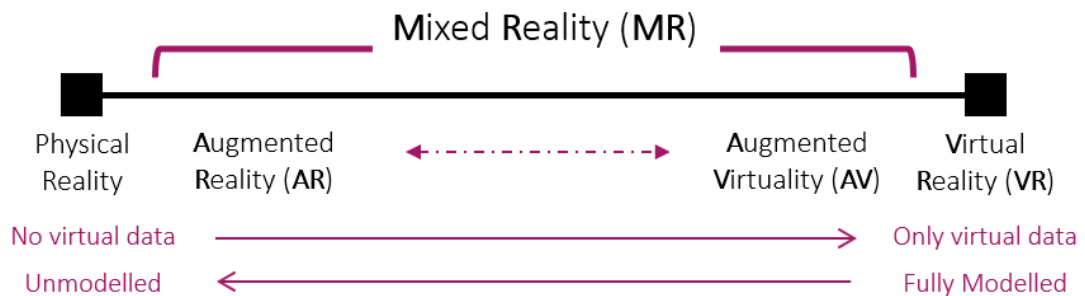 Mixed Reality (MR)
Physical
Reality
Augmented
Reality (AR)
Augmented
Virtuality (AV)
Virtual
Reality (VR)
No virtual data
Only virtual data
Unmodelled
Fully Modelled